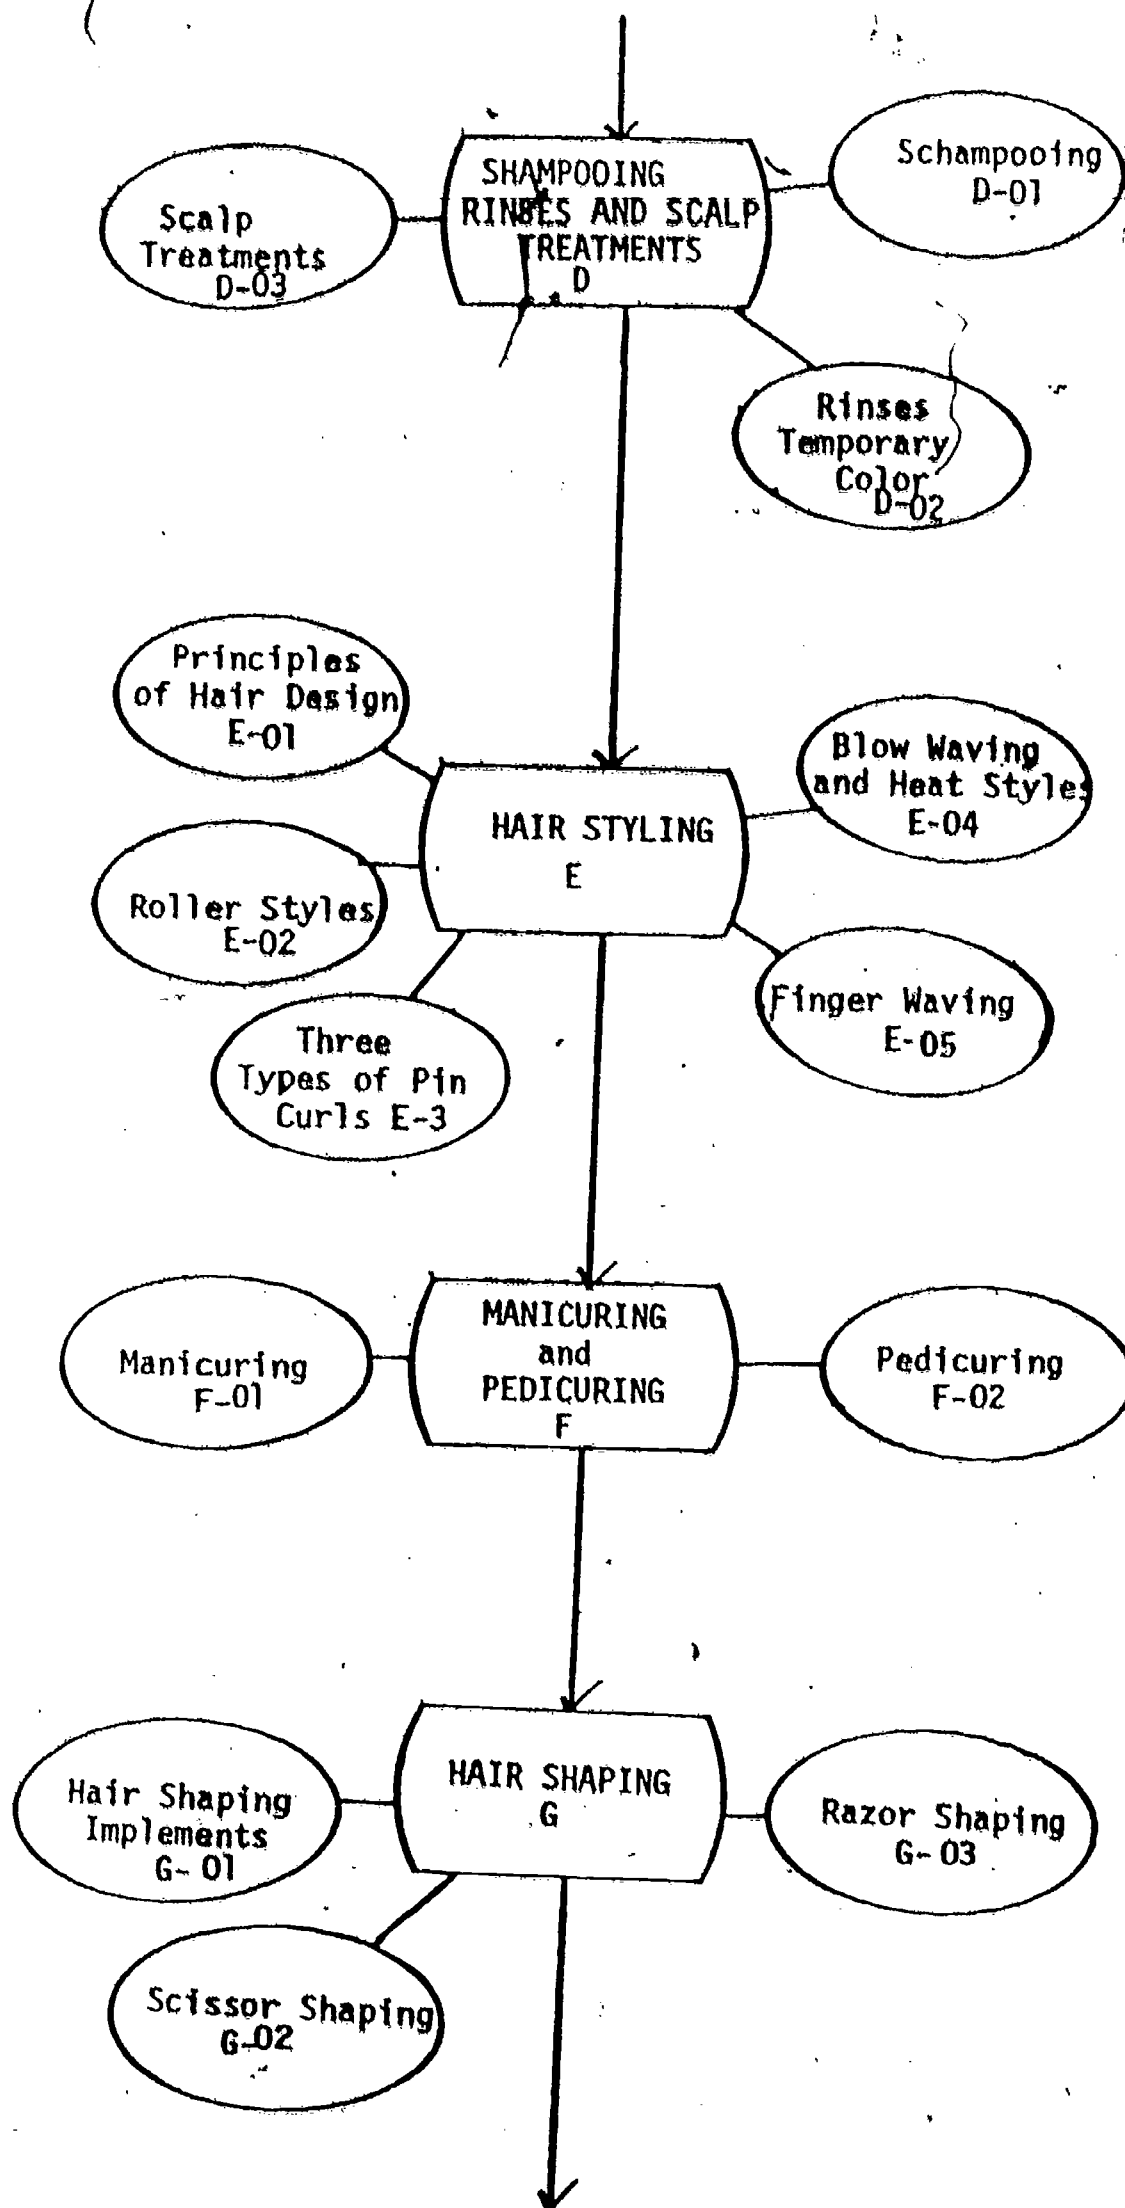 SHAMPOOING
RINSES AND SCALP
TREATMENTS
D
Schampooing
D-01
Scalp
Treatments
D-03
Rinses
Temporary
Color
D-02
Principles
of Hair Design
E-01
Blow Waving
and Heat Styles
E-04
HAIR STYLING
E
Roller Styles
E-02
Finger Waving
E-05
Three
Types of Pin
Curls E-3
MANICURING
and
PEDICURING
F
Manicuring
F-01
Pedicuring
F-02
HAIR SHAPING
G
Hair Shaping
Implements
G-01
Razor Shaping
G-03
Scissor Shaping
G-02